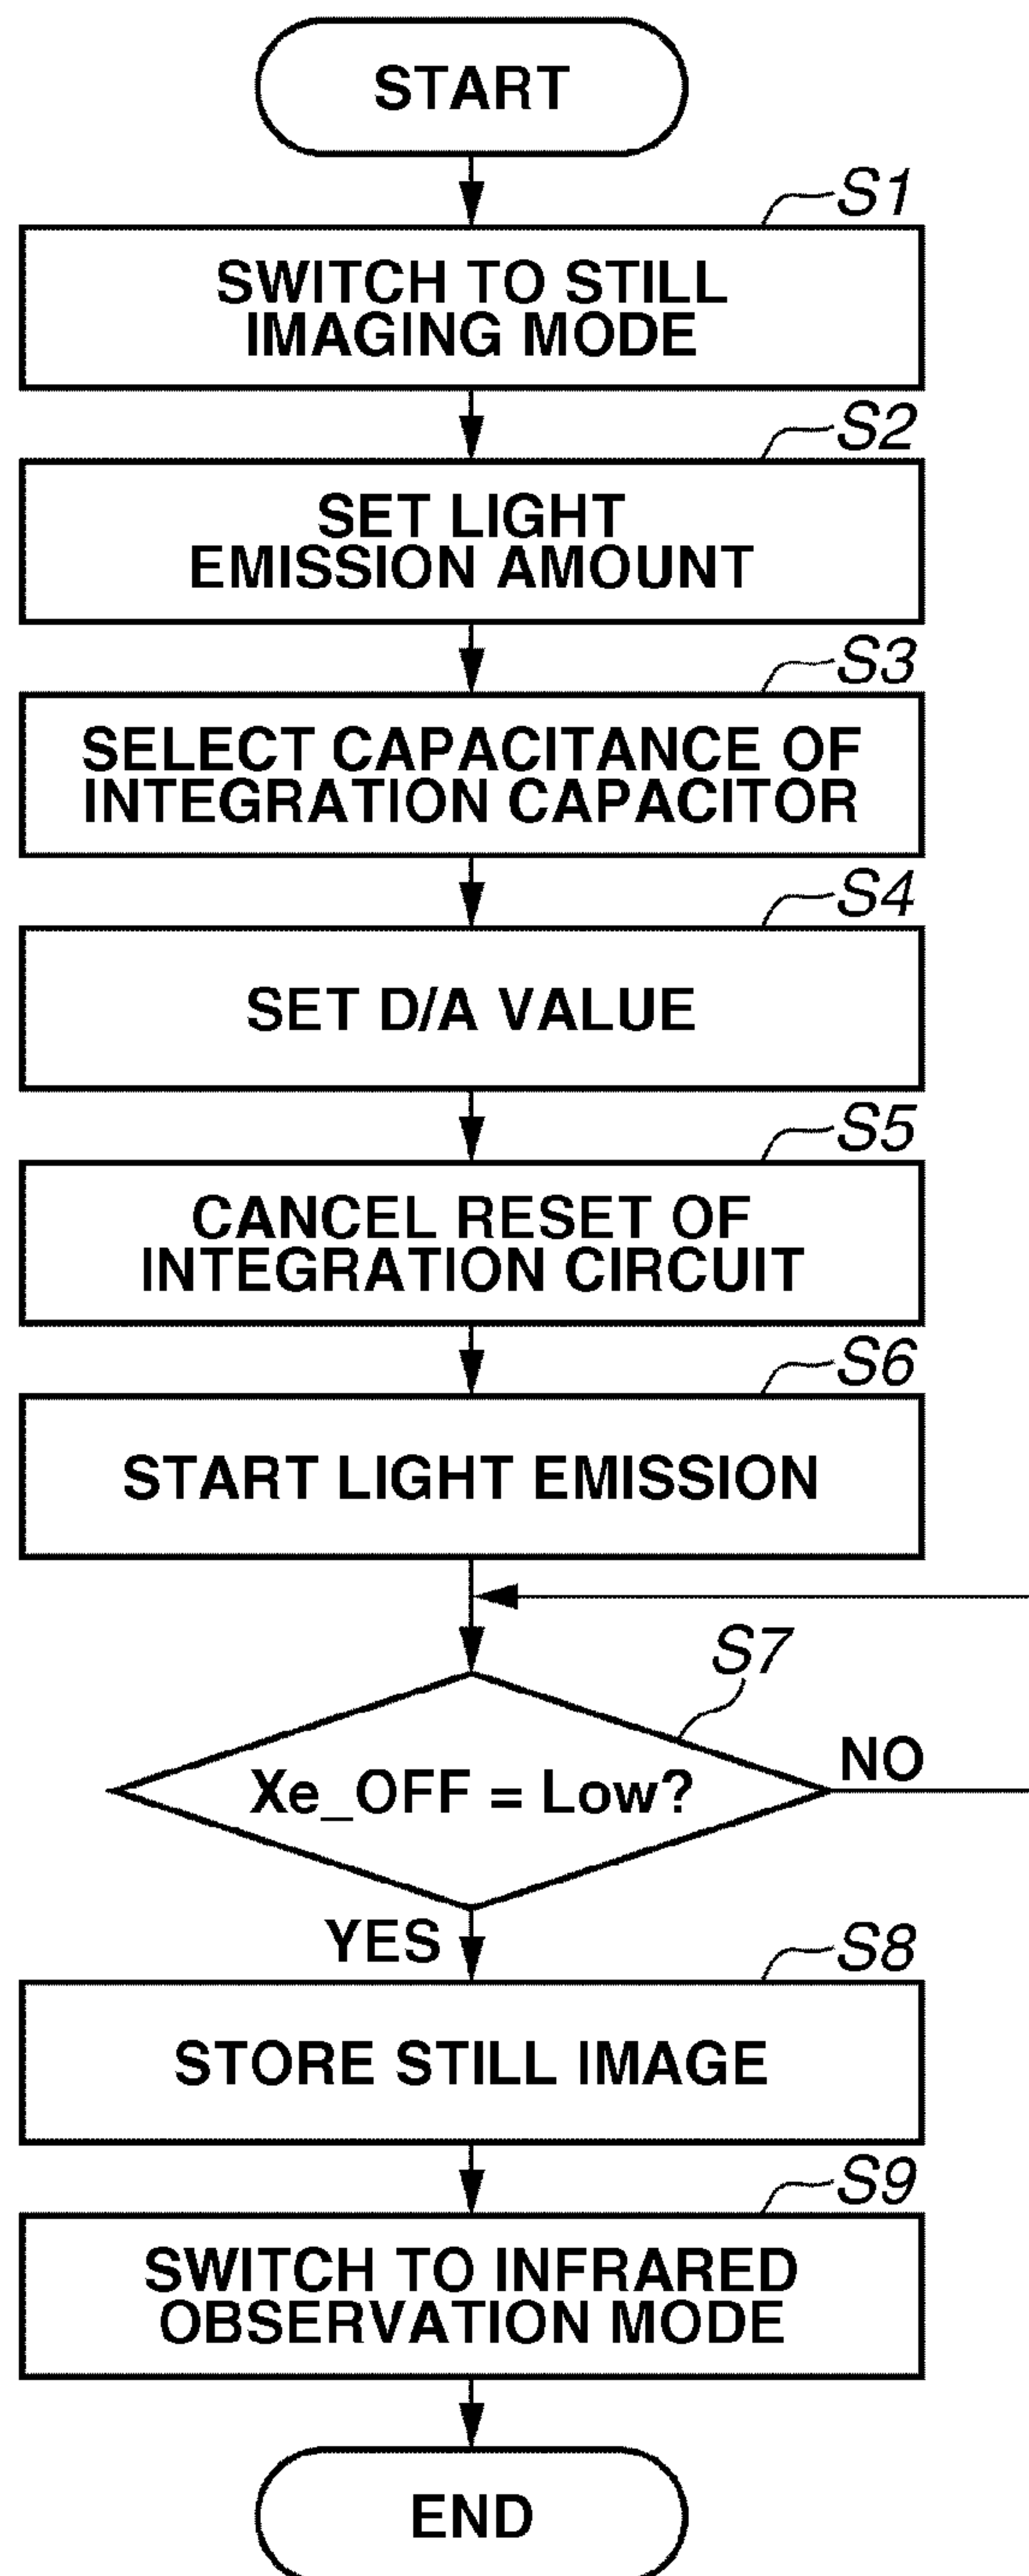 START
S1
SWITCH TO STILL
IMAGING MODE
S2
SET LIGHT
EMISSION AMOUNT
S3
SELECT CAPACITANCE OF
INTEGRATION CAPACITOR
S4
SET D/A VALUE
S5
CANCEL RESET OF
INTEGRATION CIRCUIT
S6
START LIGHT EMISSION
S7
Xe_OFF = Low?
NO
YES
S8
STORE STILL IMAGE
S9
SWITCH TO INFRARED
OBSERVATION MODE
END